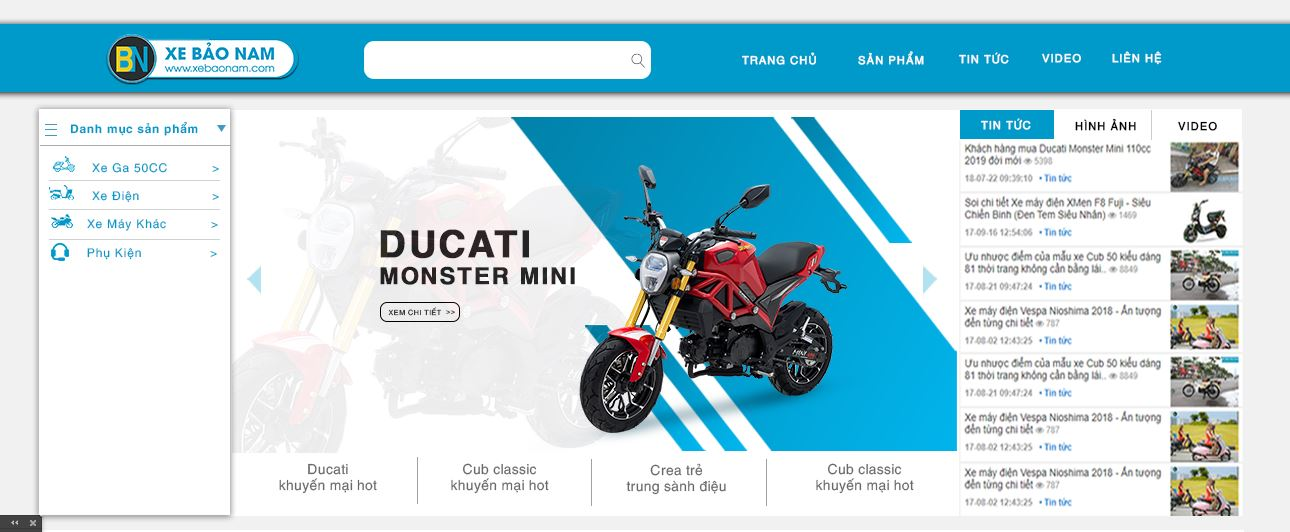 BN
XE BẢO NAM
www.xebaonam.com
TRANG CHỦ
SẢN PHẨM
TIN TỨC
VIDEO
LIÊN HỆ
Danh mục sản phẩm
Xe Ga 50CC >
Xe Điện >
Xe Máy Khác >
Phụ Kiện >
DUCATI
MONSTER MINI
XEM CHI TIẾT >>
Ducati
khuyến mại hot
Cub classic
khuyến mại hot
Crea trẻ
trung sành điệu
Cub classic
khuyến mại hot
TIN TỨC
HÌNH ẢNH
VIDEO
Khách hàng mua Ducati Monster Mini 110cc
2019 đời mới 5398
18-07-22 09:39:10 • Tin tức
Soi chi tiết Xe máy điện XMen F8 Fuji - Siêu
Chiến Binh (Đen Tem Siêu Nhân) 1469
17-09-16 12:54:06 • Tin tức
Ưu nhược điểm của mẫu xe Cub 50 kiểu dáng
81 thời trang không cần bằng lái.. 8849
17-08-21 09:47:24 • Tin tức
Xe máy điện Vespa Nioshima 2018 - Ấn tượng
đến từng chi tiết 787
17-08-02 12:43:25 • Tin tức
Ưu nhược điểm của mẫu xe Cub 50 kiểu dáng
81 thời trang không cần bằng lái.. 8849
17-08-21 09:47:24 • Tin tức
Xe máy điện Vespa Nioshima 2018 - Ấn tượng
đến từng chi tiết 787
17-08-02 12:43:25 • Tin tức
Xe máy điện Vespa Nioshima 2018 - Ấn tượng
đến từng chi tiết 787
17-08-02 12:43:25 • Tin tức